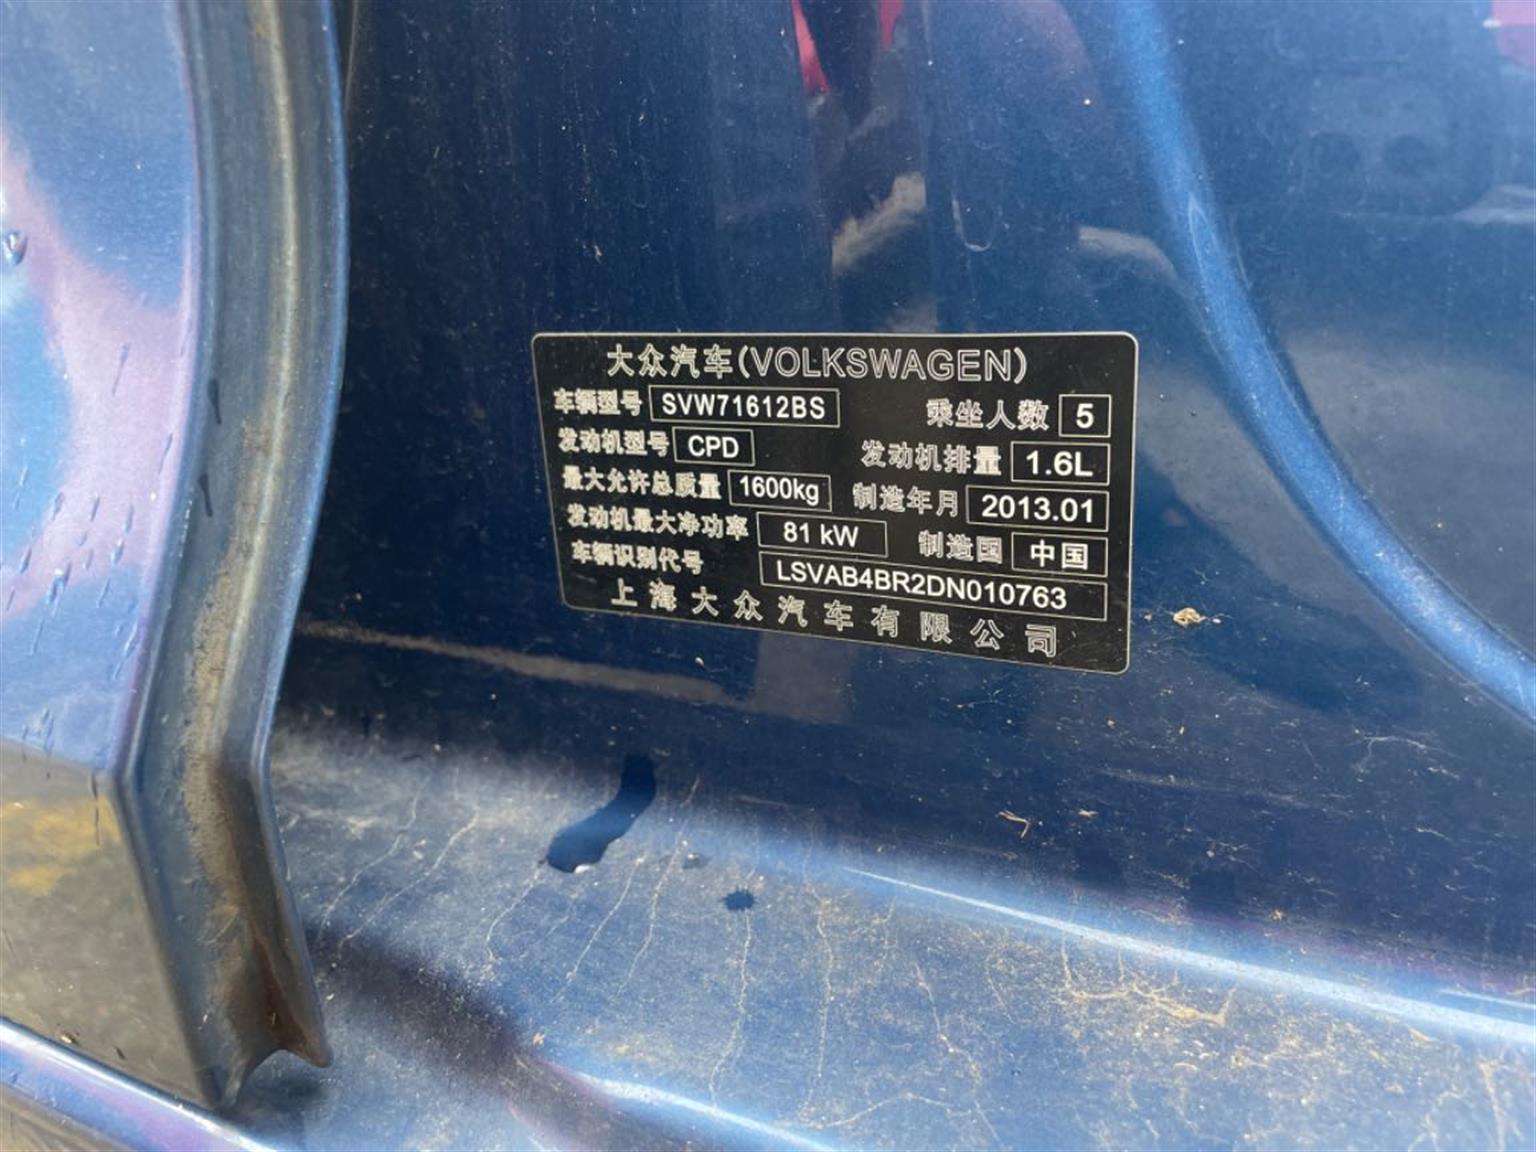 大众汽车(VOLKSWAGEN)
车辆型号 SVW71612BS 乘坐人数 5
发动机型号 CPD 发动机排量 1.6L
最大允许总质量 1600kg 制造年月 2013.01
发动机最大净功率 81 kW 制造国 中国
车辆识别代号 LSVAB4BR2DN010763
上海大众汽车有限公司